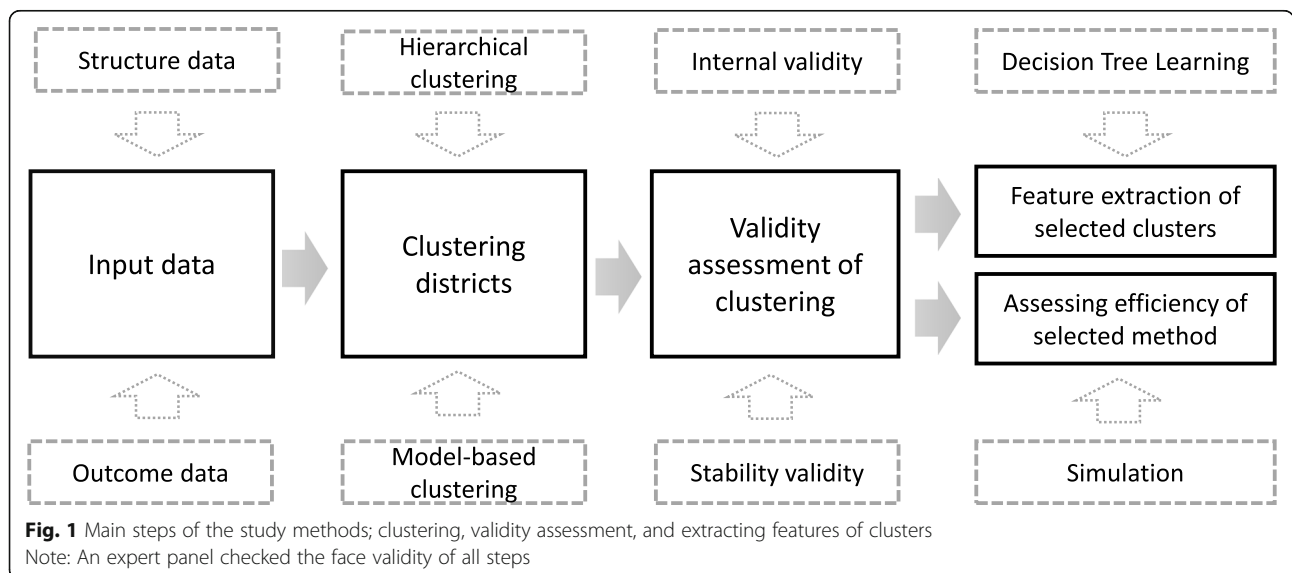 Structure data
Hierarchical
clustering
Internal validity
Decision Tree Learning
Input data
Clustering
districts
Validity
assessment of
clustering
Feature extraction of
selected clusters
Assessing efficiency of
selected method
Outcome data
Model-based
clustering
Stability validity
Simulation
Fig. 1 Main steps of the study methods; clustering, validity assessment, and extracting features of clusters
Note: An expert panel checked the face validity of all steps